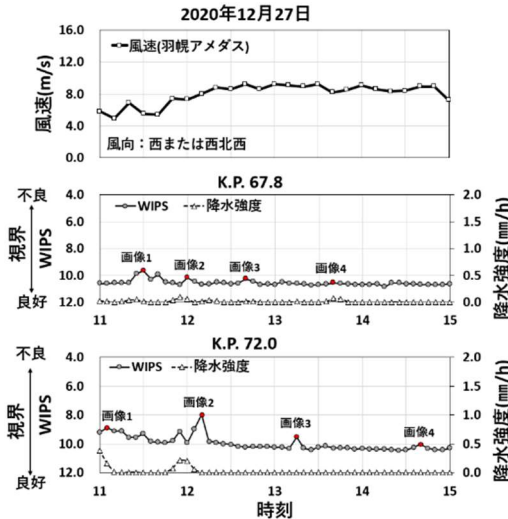 2020年12月27日
16.0
12.0
8.0
4.0
0.0
風速(m/s)
風速(羽幌アメダス)
風向：西または西北西
K.P. 67.8
不良
視界
WIPS
良好
4.0
6.0
8.0
10.0
12.0
WIPS
降水強度
画像1
画像2
画像3
画像4
2.0
1.5
1.0
0.5
0.0
降水強度(㎜/h)
11
12
13
14
15
K.P. 72.0
不良
視界
WIPS
良好
4.0
6.0
8.0
10.0
12.0
WIPS
降水強度
画像1
画像2
画像3
画像4
2.0
1.5
1.0
0.5
0.0
降水強度(㎜/h)
11
12
13
14
15
時刻